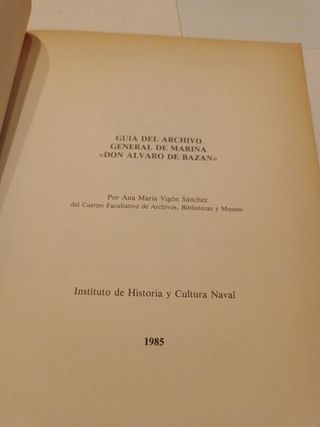 GUIA DEL ARCHIVO
GENERAL DE MARINA
«DON ALVARO DE BAZAN»
Por Ana María Vigón Sánchez
del Cuerpo Facultativo de Archivos, Bibliotecas y Museos
Instituto de Historia y Cultura Naval
1985